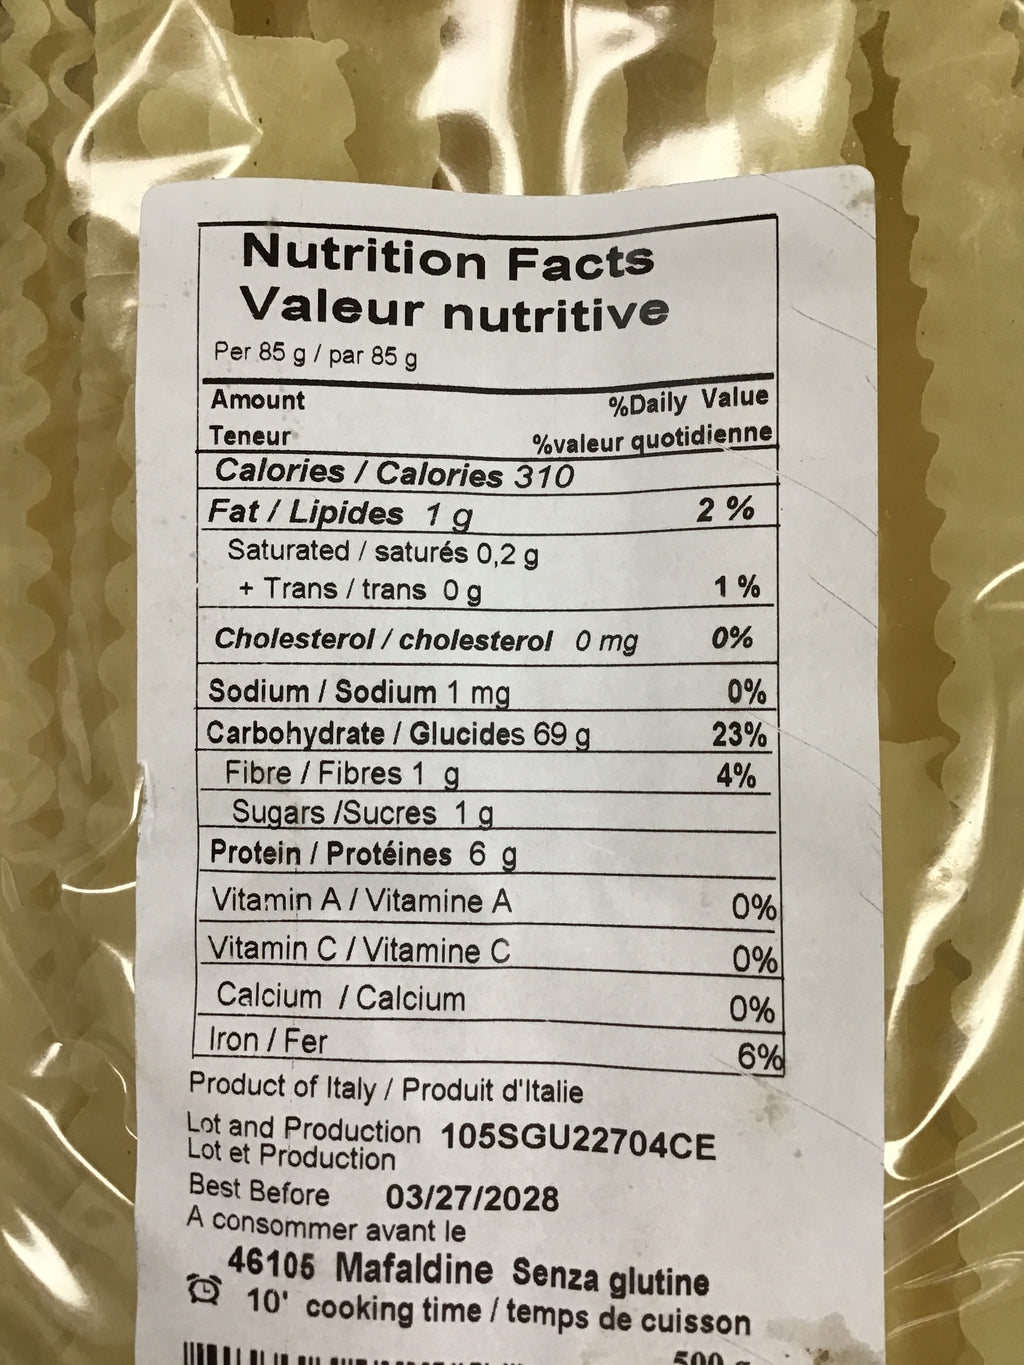 Nutrition Facts
Valeur nutritive
Per 85 g / par 85 g
Amount %Daily Value
Teneur %valeur quotidienne
Calories / Calories 310
Fat / Lipides 1 g 2 %
Saturated / saturés 0,2 g
+ Trans / trans 0 g 1 %
Cholesterol / cholesterol 0 mg 0%
Sodium / Sodium 1 mg 0%
Carbohydrate / Glucides 69 g 23%
Fibre / Fibres 1 g 4%
Sugars /Sucres 1 g
Protein / Protéines 6 g
Vitamin A / Vitamine A 0%
Vitamin C / Vitamine C 0%
Calcium / Calcium 0%
Iron / Fer 6%
Product of Italy / Produit d'Italie
Lot and Production 105SGU22704CE
Lot et Production
Best Before 03/27/2028
A consommer avant le
46105 Mafaldine Senza glutine
10' cooking time / temps de cuisson
500